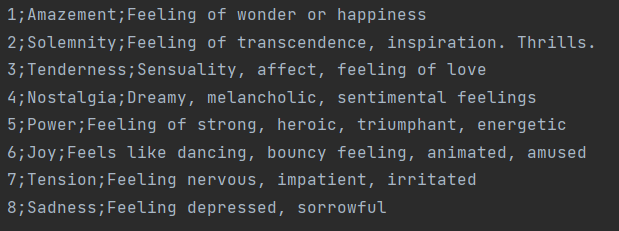 1;Amazement;Feeling of wonder or happiness
2;Solemnity;Feeling of transcendence, inspiration. Thrills.
3;Tenderness;Sensuality, affect, feeling of love
4;Nostalgia;Dreamy, melancholic, sentimental feelings
5;Power;Feeling of strong, heroic, triumphant, energetic
6;Joy;Feels like dancing, bouncy feeling, animated, amused
7;Tension;Feeling nervous, impatient, irritated
8;Sadness;Feeling depressed, sorrowful